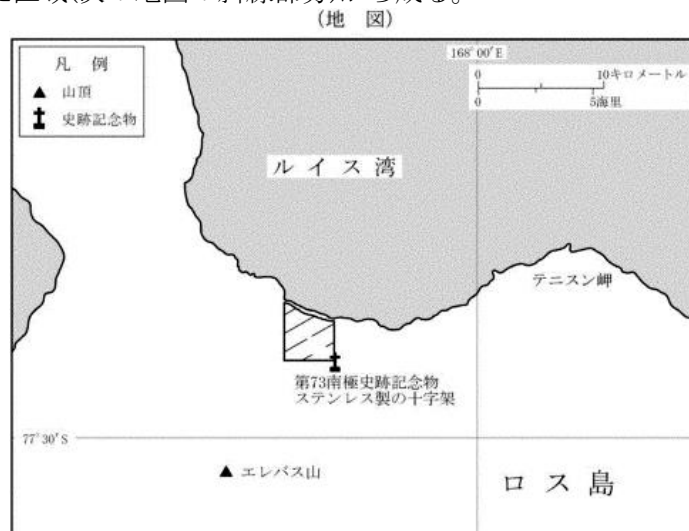 (地 図)
凡 例
▲ 山頂
史跡記念物
168° 00′ E
0 10キロメートル
0 5海里
ルイス湾
テニスン岬
第73南極史跡記念物
ステンレス製の十字架
77° 30′ S
▲ エレバス山
ロス島